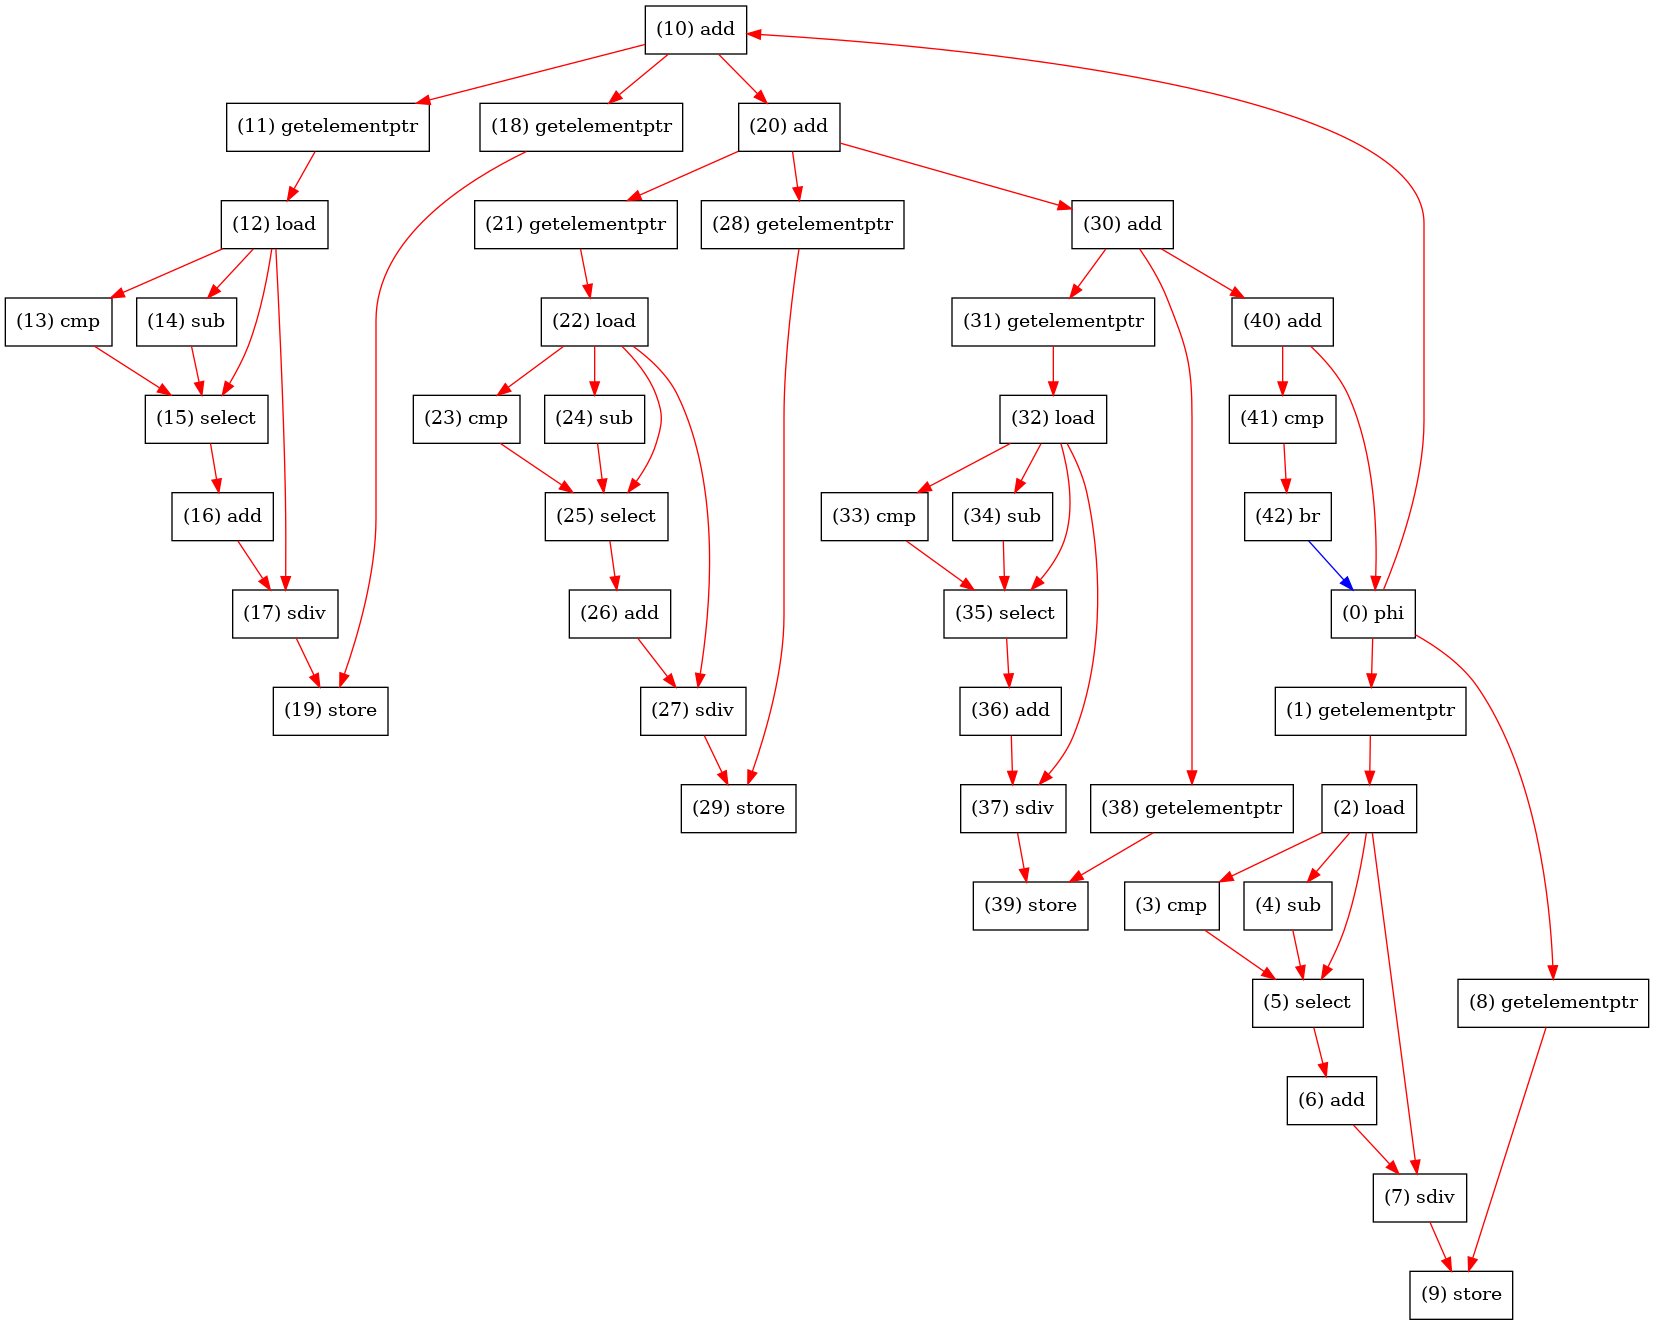 (10) add
(11) getelementptr
(18) getelementptr
(20) add
(12) load
(21) getelementptr
(28) getelementptr
(30) add
(13) cmp
(14) sub
(22) load
(31) getelementptr
(40) add
(15) select
(23) cmp
(24) sub
(32) load
(41) cmp
(16) add
(25) select
(33) cmp
(34) sub
(42) br
(17) sdiv
(26) add
(35) select
(0) phi
(19) store
(27) sdiv
(36) add
(1) getelementptr
(29) store
(37) sdiv
(38) getelementptr
(2) load
(39) store
(3) cmp
(4) sub
(5) select
(8) getelementptr
(6) add
(7) sdiv
(9) store